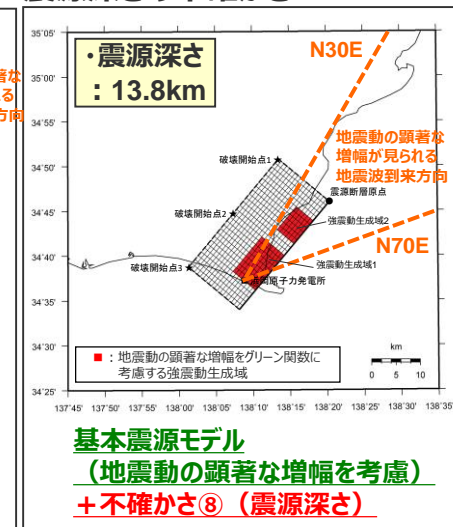 ・震源深さ
：13.8km
N30E
地震動の顕著な
増幅が見られる
地震波到来方向
破壊開始点1
震源断層原点
破壊開始点2
強震動生成域2
N70E
破壊開始点3
強震動生成域1
原子力発電所
km
0 5 10
■：地震動の顕著な増幅をグリーン関数に
考慮する強震動生成域
35°05'
35°05'
35°00'
34°55'
34°50'
34°45'
34°40'
34°35'
34°30'
34°25'
137°45' 137°50' 137°55' 138°00' 138°05' 138°10' 138°15' 138°20' 138°25' 138°30' 138°35'
基本震源モデル
（地震動の顕著な増幅を考慮）
＋不確かさ⑧（震源深さ）